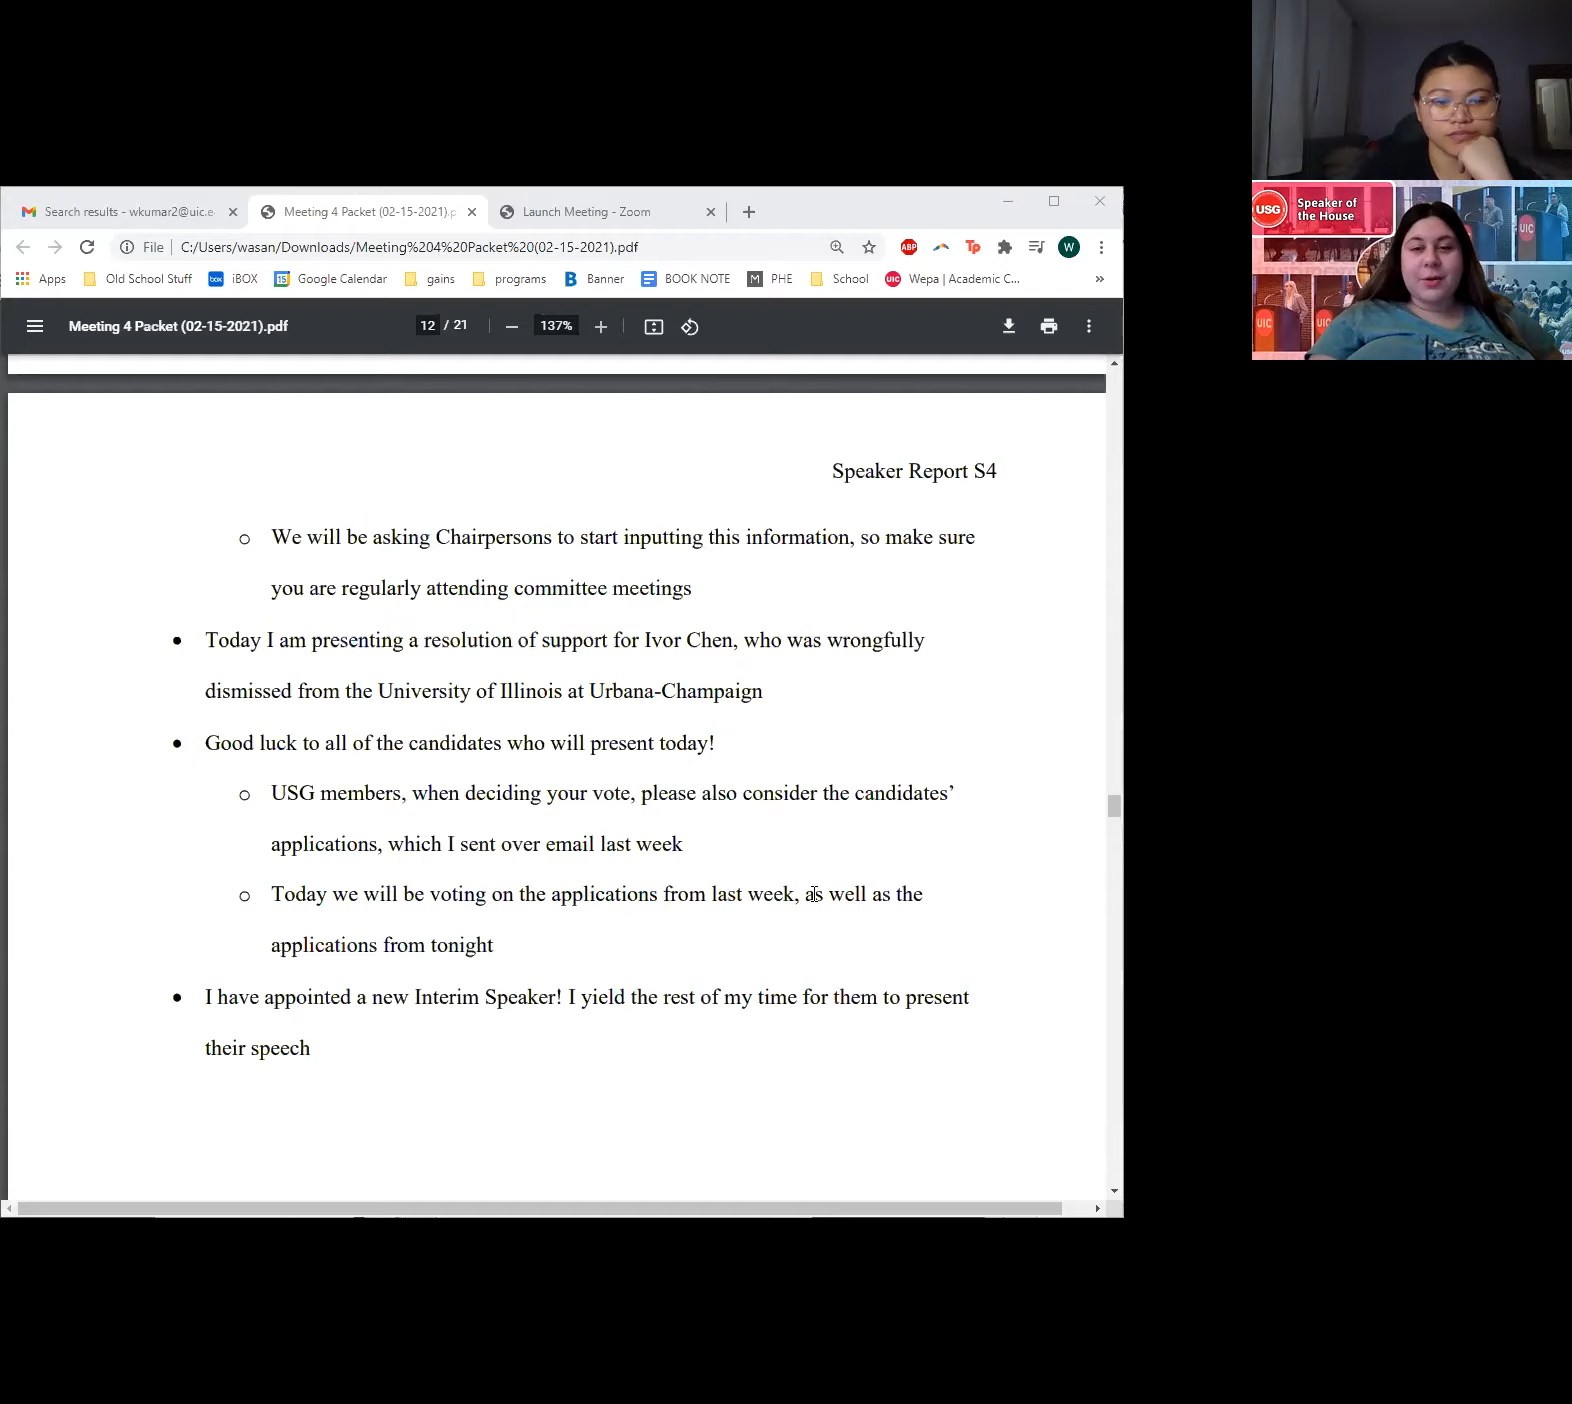 Search results - wkumar2@uic.e
Meeting 4 Packet (02-15-2021).p
Launch Meeting - Zoom
File
C:/Users/wasan/Downloads/Meeting%204%20Packet%20(02-15-2021).pdf
ABP
Tp
W
Apps
Old School Stuff
box
iBOX
15
Google Calendar
gains
programs
B
Banner
BOOK NOTE
M
PHE
School
UIC
Wepa | Academic C...
»
Meeting 4 Packet (02-15-2021).pdf
12 / 21
137%
Speaker Report S4
We will be asking Chairpersons to start inputting this information, so make sure
you are regularly attending committee meetings
Today I am presenting a resolution of support for Ivor Chen, who was wrongfully
dismissed from the University of Illinois at Urbana-Champaign
Good luck to all of the candidates who will present today!
USG members, when deciding your vote, please also consider the candidates’
applications, which I sent over email last week
Today we will be voting on the applications from last week, as well as the
applications from tonight
I have appointed a new Interim Speaker! I yield the rest of my time for them to present
their speech
USG
Speaker of
the House
UIC
UIC
UIC